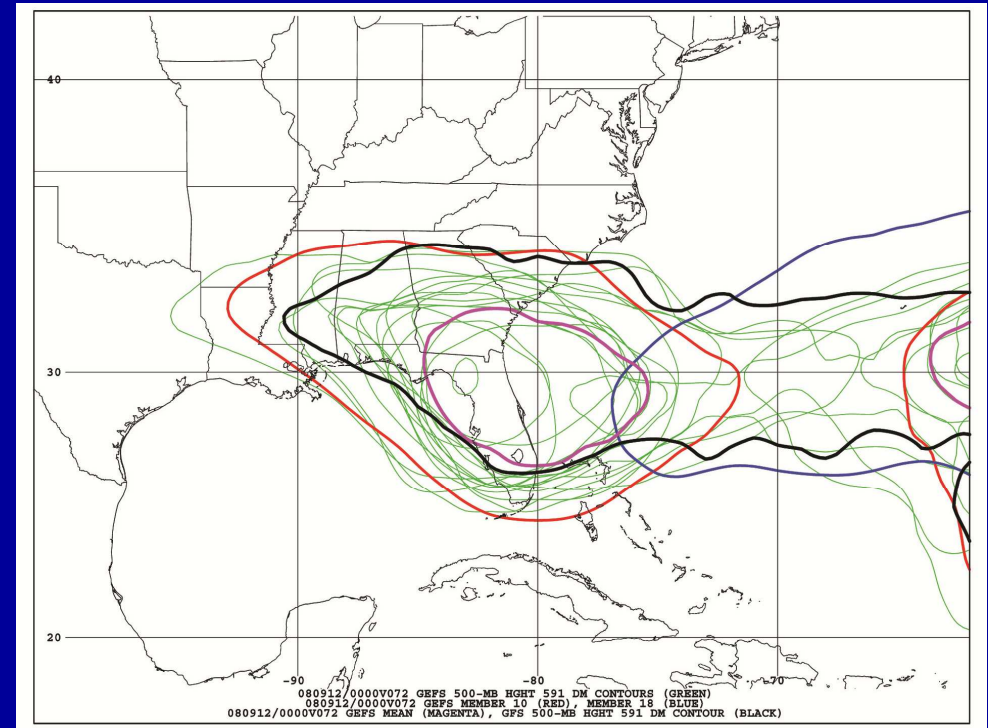 40
30
20
-90 -80 -70
080912/0000V072 GEFS 500-MB HGHT 591 DM CONTOURS (GREEN)
080912/0000V072 GEFS MEMBER 10 (RED), MEMBER 18 (BLUE)
080912/0000V072 GEFS MEAN (MAGENTA), GFS 500-MB HGHT 591 DM CONTOUR (BLACK)